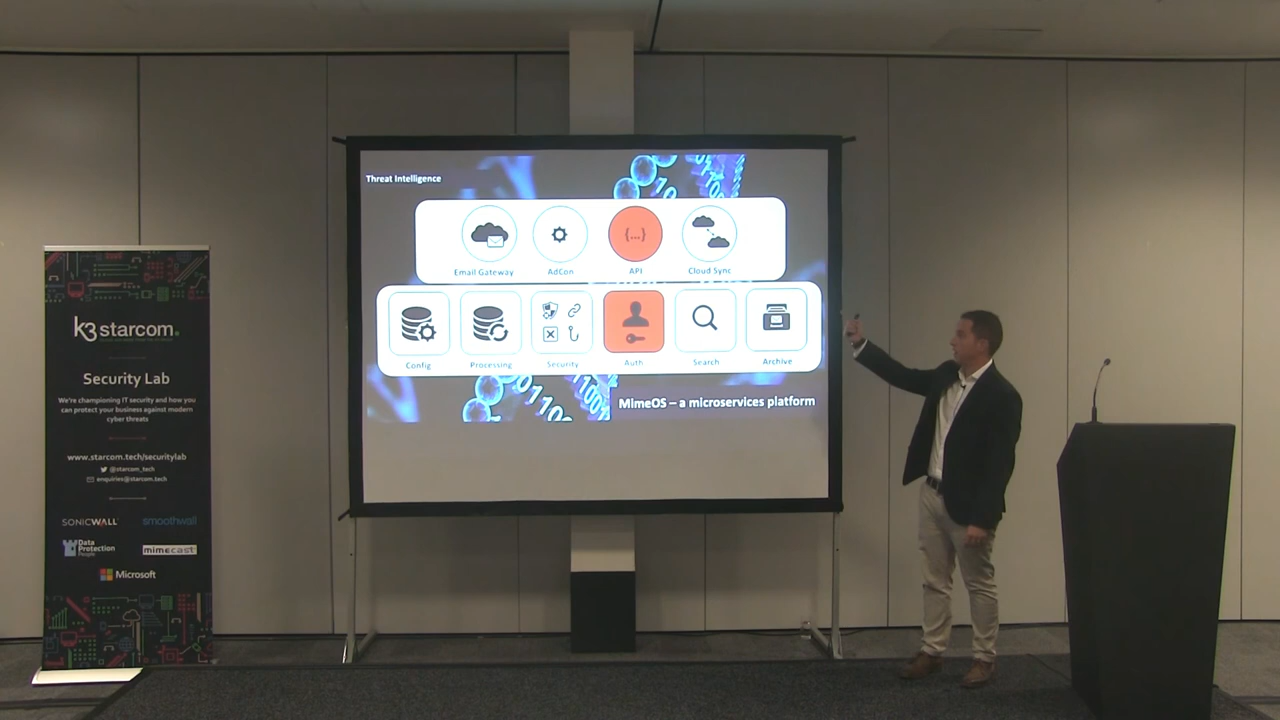 Threat Intelligence
{...}
Email Gateway
AdCon
API
Cloud Sync
Config
Processing
Security
Auth
Search
Archive
MimeOS – a microservices platform
k3 starcom.
Security Lab
We're championing IT security and how you
can protect your business against modern
cyber threats
www.starcom.tech/securitylab
@starcom_tech
enquiries@starcom.tech
SONICWALL
smoothwall
Data
Protection
People
mimecast
Microsoft